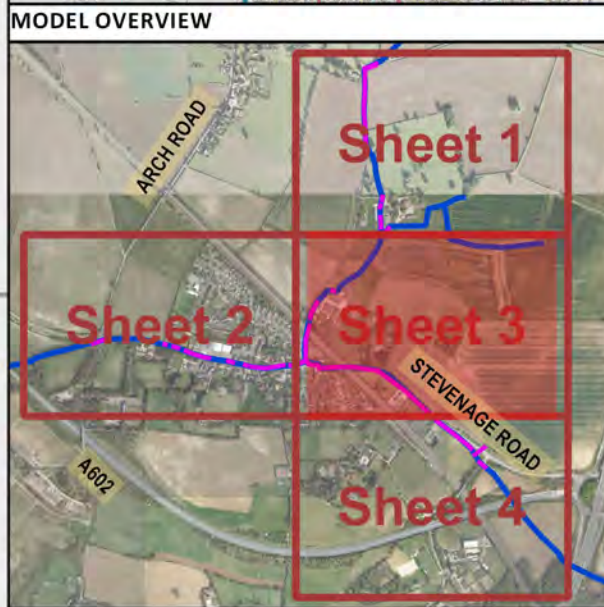 MODEL OVERVIEW
ARCH ROAD
Sheet 1
Sheet 2
Sheet 3
STEVENAGE ROAD
A602
Sheet 4